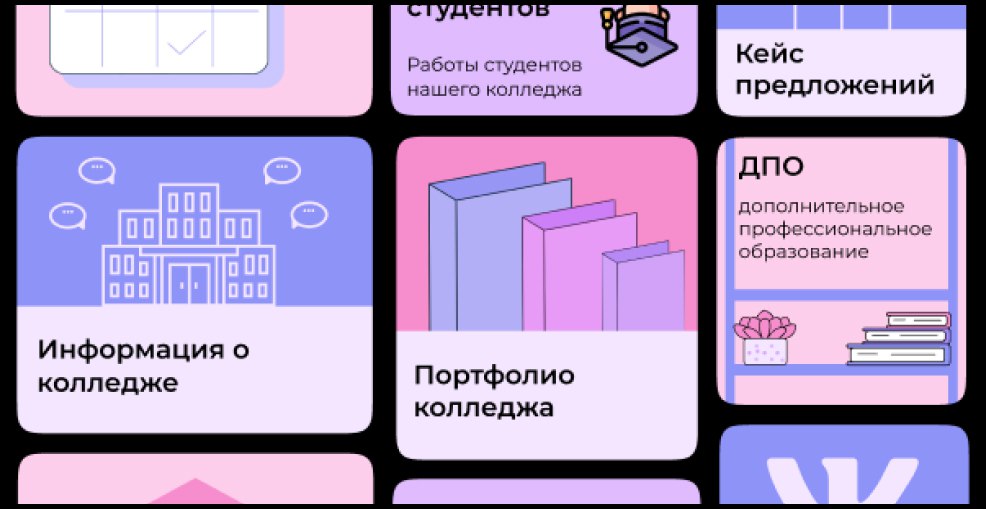 студентов
Работы студентов
нашего колледжа
Кейс
предложений
Информация о
колледже
Портфолио
колледжа
ДПО
дополнительное
профессиональное
образование